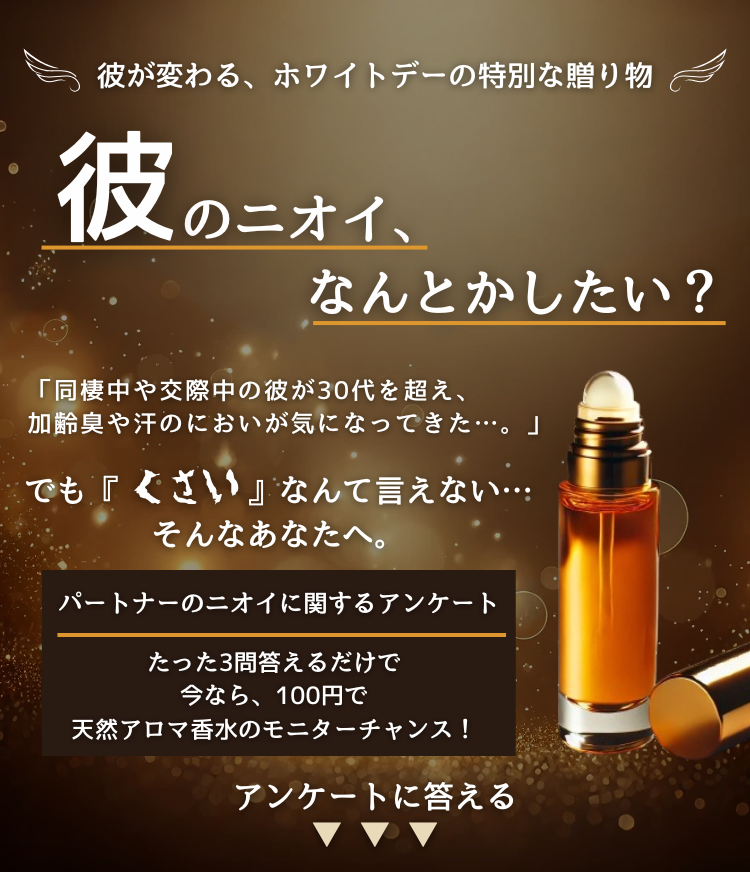 彼が変わる、ホワイトデーの特別な贈り物
彼のニオイ、
なんとかしたい？
「同棲中や交際中の彼が30代を超え、
加齢臭や汗のにおいが気になってきた…。」
でも『くさい』なんて言えない…
そんなあなたへ。
パートナーのニオイに関するアンケート
たった3問答えるだけで
今なら、100円で
天然アロマ香水のモニターチャンス！
アンケートに答える